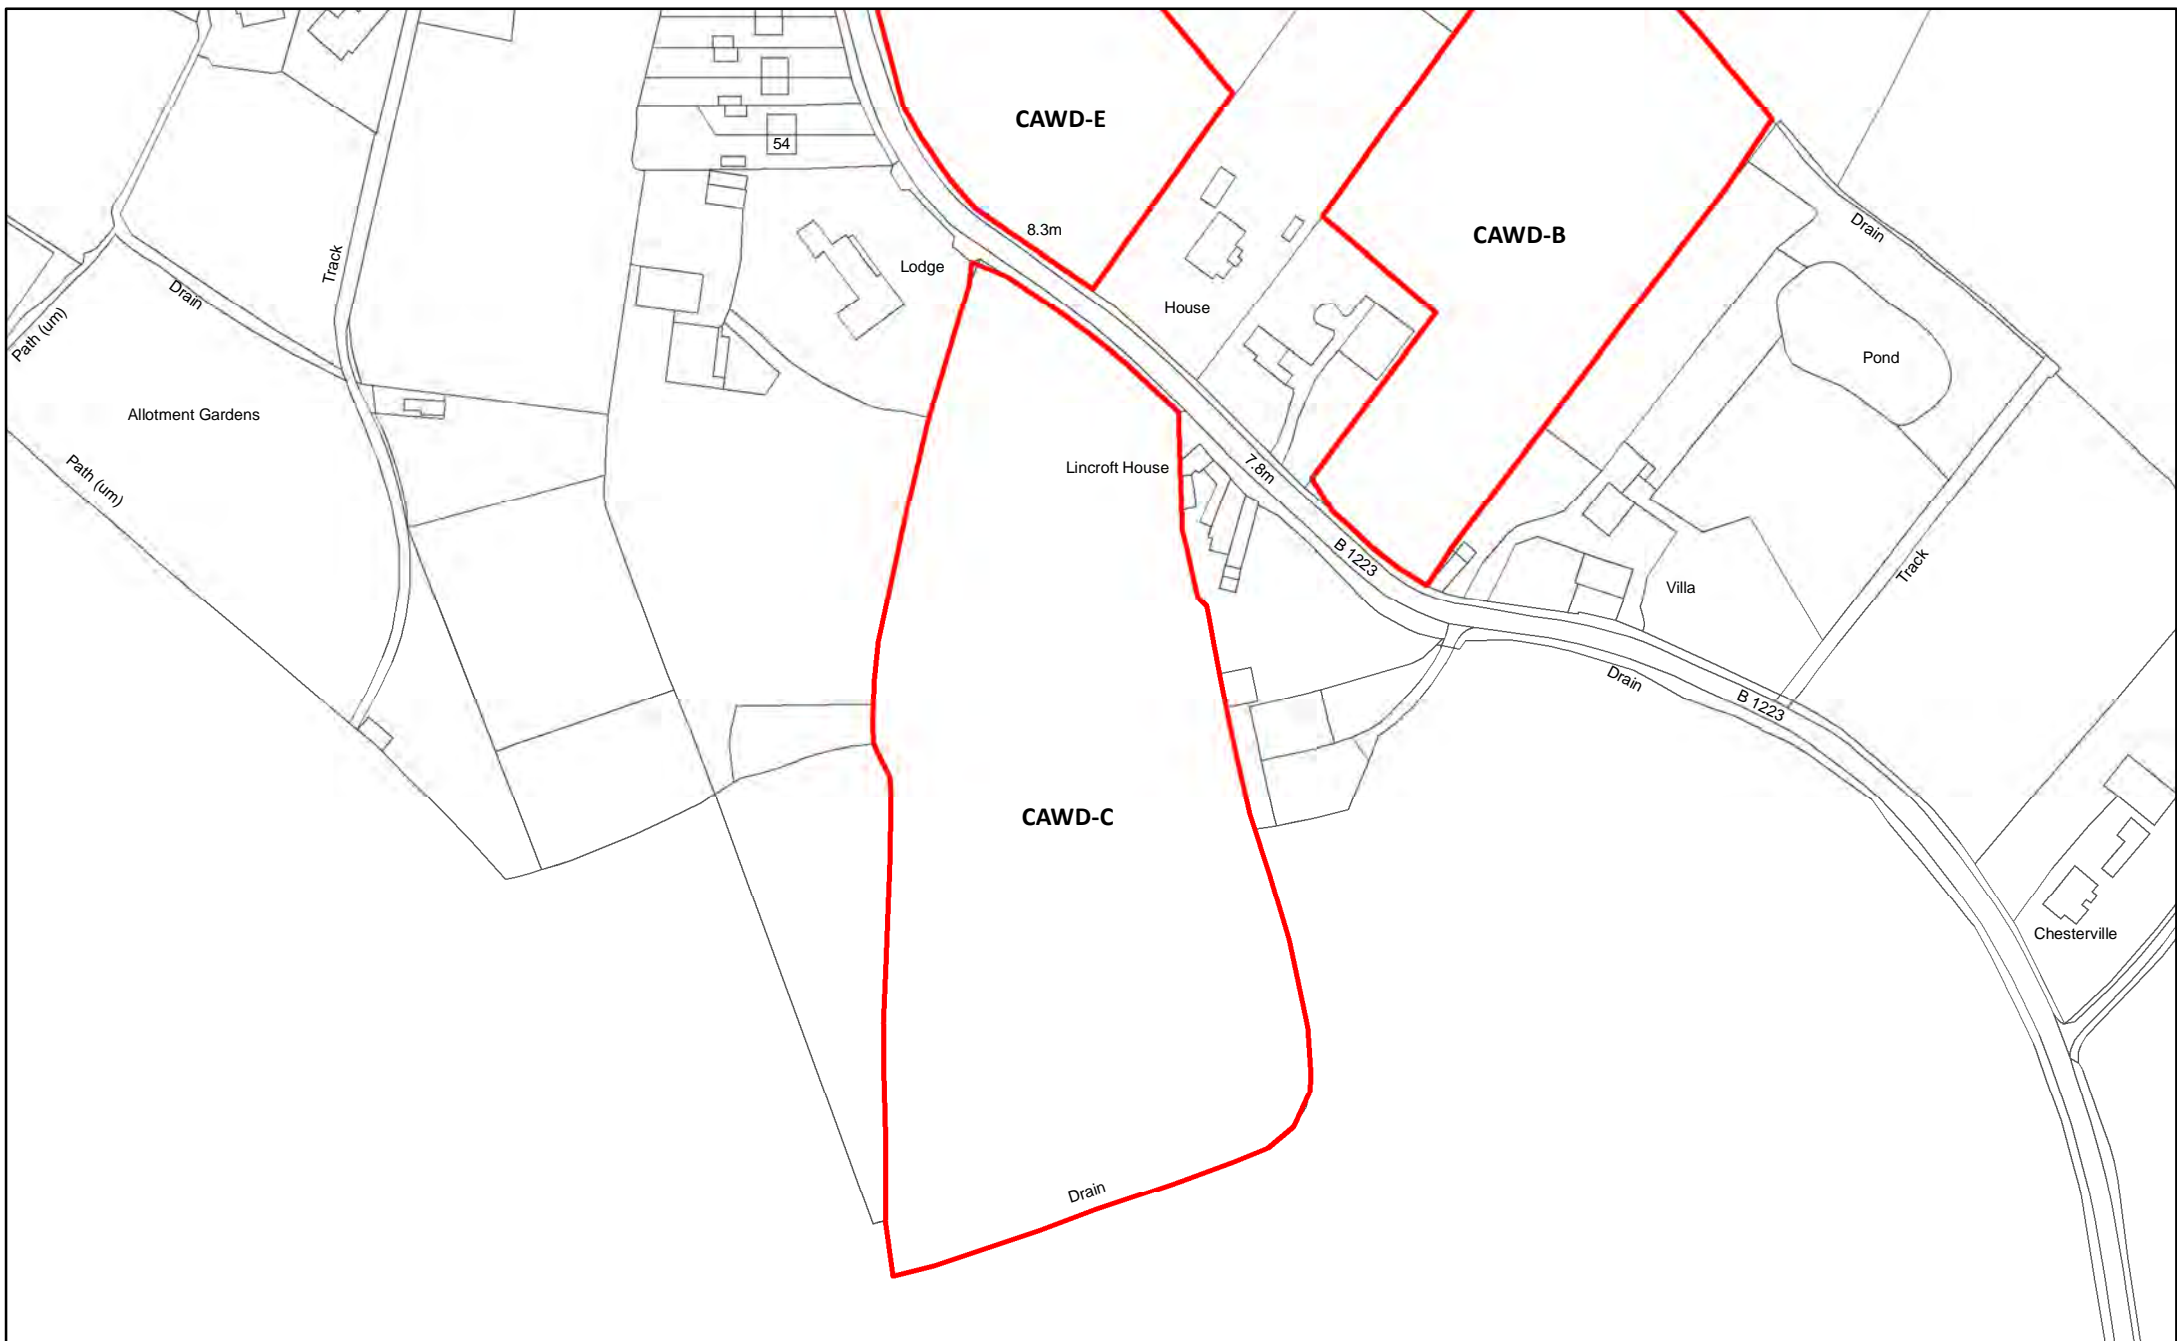 CAWD-E
54
8.3m
CAWD-B
Drain
Track
Lodge
Drain
House
Path (um)
Pond
Allotment Gardens
Path (um)
Lincroft House
7.8m
B 1223
Track
Villa
Drain
B 1223
CAWD-C
Chesterville
Drain